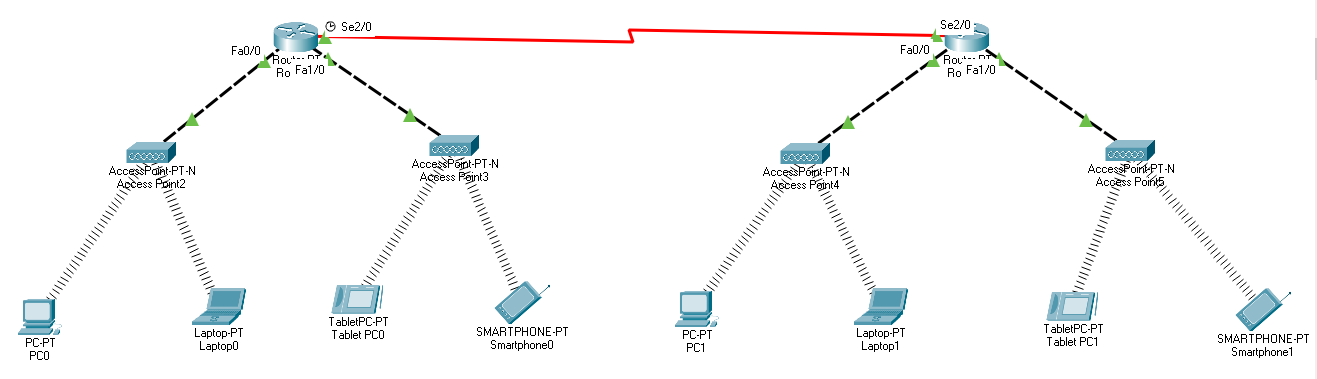 Se2/0
Fa0/0
Fa1/0
Se2/0
Fa0/0
Fa1/0
AccessPoint-PT-N
Access Point2
AccessPoint-PT-N
Access Point3
AccessPoint-PT-N
Access Point4
AccessPoint-PT-N
Access Point5
PC-PT
PC0
Laptop-PT
Laptop0
TabletPC-PT
Tablet PC0
SMARTPHONE-PT
Smartphone0
PC-PT
PC1
Laptop-PT
Laptop1
TabletPC-PT
Tablet PC1
SMARTPHONE-PT
Smartphone1